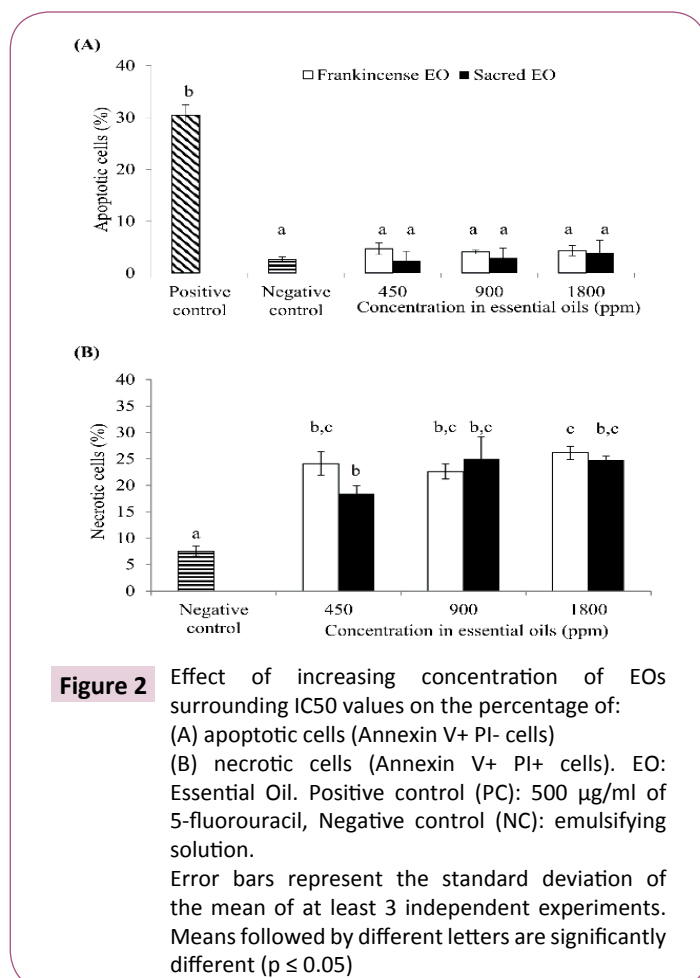 (A)
40
30
20
10
0
Apoptotic cells (%)
□ Frankincense EO ■ Sacred EO
b
a
a a
a a
a a
Positive control
Negative control
450 900 1800
Concentration in essential oils (ppm)
(B)
40
35
30
25
20
15
10
5
0
Necrotic cells (%)
a
b,c
b
b,c b,c
c b,c
Negative control
450 900 1800
Concentration in essential oils (ppm)
Figure 2
Effect of increasing concentration of EOs
surrounding IC50 values on the percentage of:
(A) apoptotic cells (Annexin V+ PI- cells)
(B) necrotic cells (Annexin V+ PI+ cells). EO:
Essential Oil. Positive control (PC): 500 µg/ml of
5-fluorouracil, Negative control (NC): emulsifying
solution.
Error bars represent the standard deviation of
the mean of at least 3 independent experiments.
Means followed by different letters are significantly
different (p ≤ 0.05)